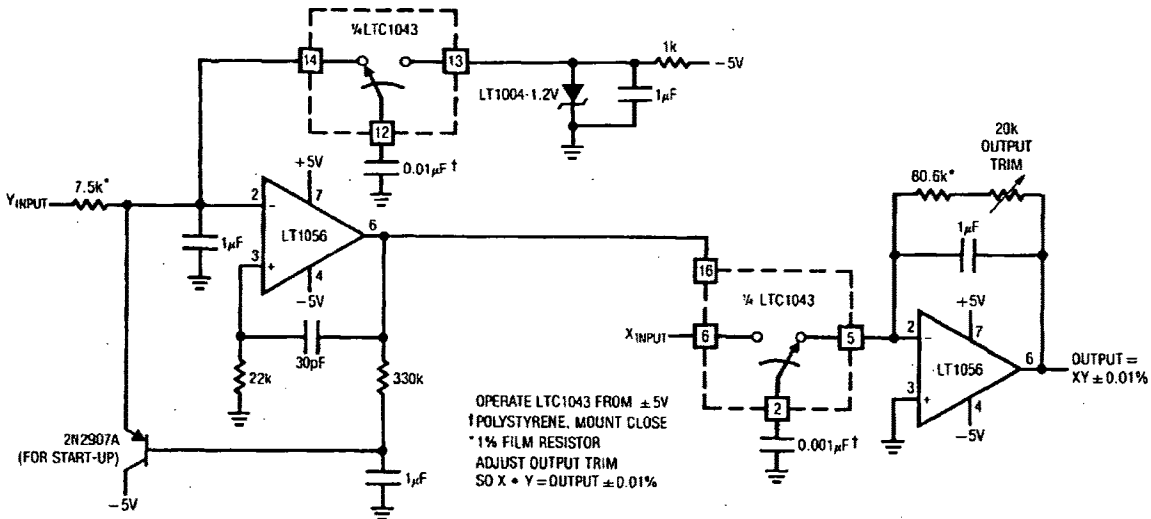 ¼LTC1043
14
13
12
1k
−5V
LT1004-1.2V
1µF
0.01µF †
+5V
7.5k*
Y INPUT
2
7
−
LT1056
6
1µF
3
+
4
−5V
30pF
22k
330k
2N2907A
(FOR START-UP)
−5V
1µF
16
¼ LTC1043
X INPUT
6
5
2
0.001µF †
OPERATE LTC1043 FROM ±5V
† POLYSTYRENE, MOUNT CLOSE
* 1% FILM RESISTOR
ADJUST OUTPUT TRIM
SO X • Y = OUTPUT ±0.01%
20k
OUTPUT
TRIM
80.6k*
1µF
+5V
2
7
−
LT1056
6
3
+
4
−5V
OUTPUT =
XY ±0.01%